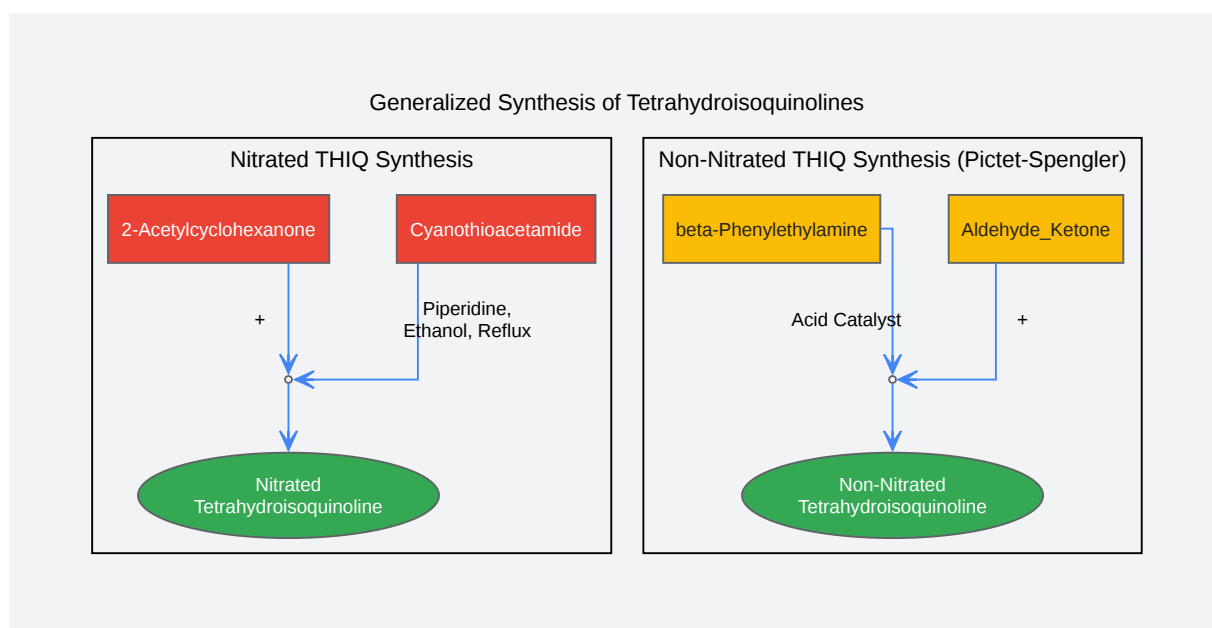 Generalized Synthesis of Tetrahydroisoquinolines
Nitrated THIQ Synthesis
2-Acetylcyclohexanone
Cyanothioacetamide
+
Piperidine,
Ethanol, Reflux
Nitrated
Tetrahydroisoquinoline
Non-Nitrated THIQ Synthesis (Pictet-Spengler)
beta-Phenylethylamine
Aldehyde_Ketone
Acid Catalyst
+
Non-Nitrated
Tetrahydroisoquinoline